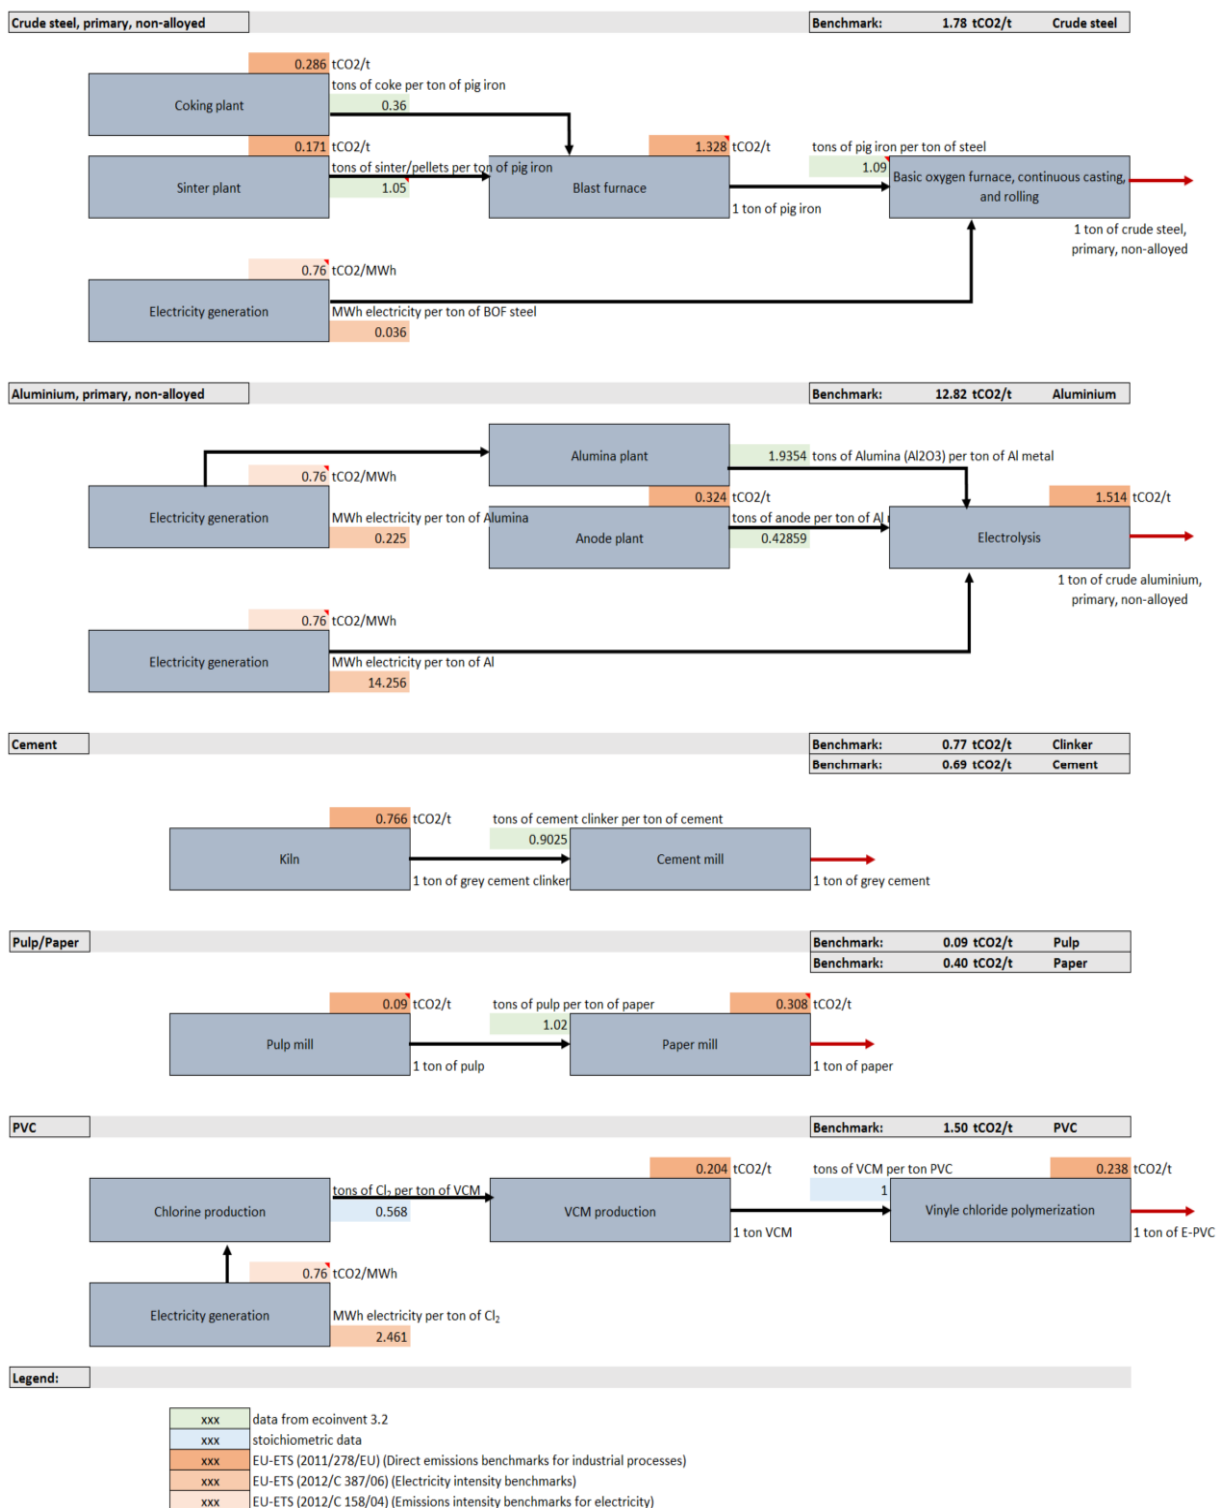 Crude steel, primary, non-alloyed
Benchmark: 1.78 tCO2/t Crude steel
0.286 tCO2/t
Coking plant
tons of coke per ton of pig iron
0.36
0.171 tCO2/t
Sinter plant
tons of sinter/pellets per ton of pig iron
1.05
1.328 tCO2/t
Blast furnace
1 ton of pig iron
tons of pig iron per ton of steel
1.09
Basic oxygen furnace, continuous casting,
and rolling
1 ton of crude steel,
primary, non-alloyed
0.76 tCO2/MWh
Electricity generation
MWh electricity per ton of BOF steel
0.036
Aluminium, primary, non-alloyed
Benchmark: 12.82 tCO2/t Aluminium
Alumina plant
1.9354 tons of Alumina (Al2O3) per ton of Al metal
0.76 tCO2/MWh
Electricity generation
MWh electricity per ton of Alumina
0.225
0.324 tCO2/t
Anode plant
tons of anode per ton of Al
0.42859
1.514 tCO2/t
Electrolysis
1 ton of crude aluminium,
primary, non-alloyed
0.76 tCO2/MWh
Electricity generation
MWh electricity per ton of Al
14.256
Cement
Benchmark: 0.77 tCO2/t Clinker
Benchmark: 0.69 tCO2/t Cement
0.766 tCO2/t
Kiln
1 ton of grey cement clinker
tons of cement clinker per ton of cement
0.9025
Cement mill
1 ton of grey cement
Pulp/Paper
Benchmark: 0.09 tCO2/t Pulp
Benchmark: 0.40 tCO2/t Paper
0.09 tCO2/t
Pulp mill
1 ton of pulp
tons of pulp per ton of paper
1.02
0.308 tCO2/t
Paper mill
1 ton of paper
PVC
Benchmark: 1.50 tCO2/t PVC
Chlorine production
tons of Cl₂ per ton of VCM
0.568
0.204 tCO2/t
VCM production
1 ton VCM
tons of VCM per ton PVC
1
0.238 tCO2/t
Vinyle chloride polymerization
1 ton of E-PVC
0.76 tCO2/MWh
Electricity generation
MWh electricity per ton of Cl₂
2.461
Legend:
xxx data from ecoinvent 3.2
xxx stoichiometric data
xxx EU-ETS (2011/278/EU) (Direct emissions benchmarks for industrial processes)
xxx EU-ETS (2012/C 387/06) (Electricity intensity benchmarks)
xxx EU-ETS (2012/C 158/04) (Emissions intensity benchmarks for electricity)